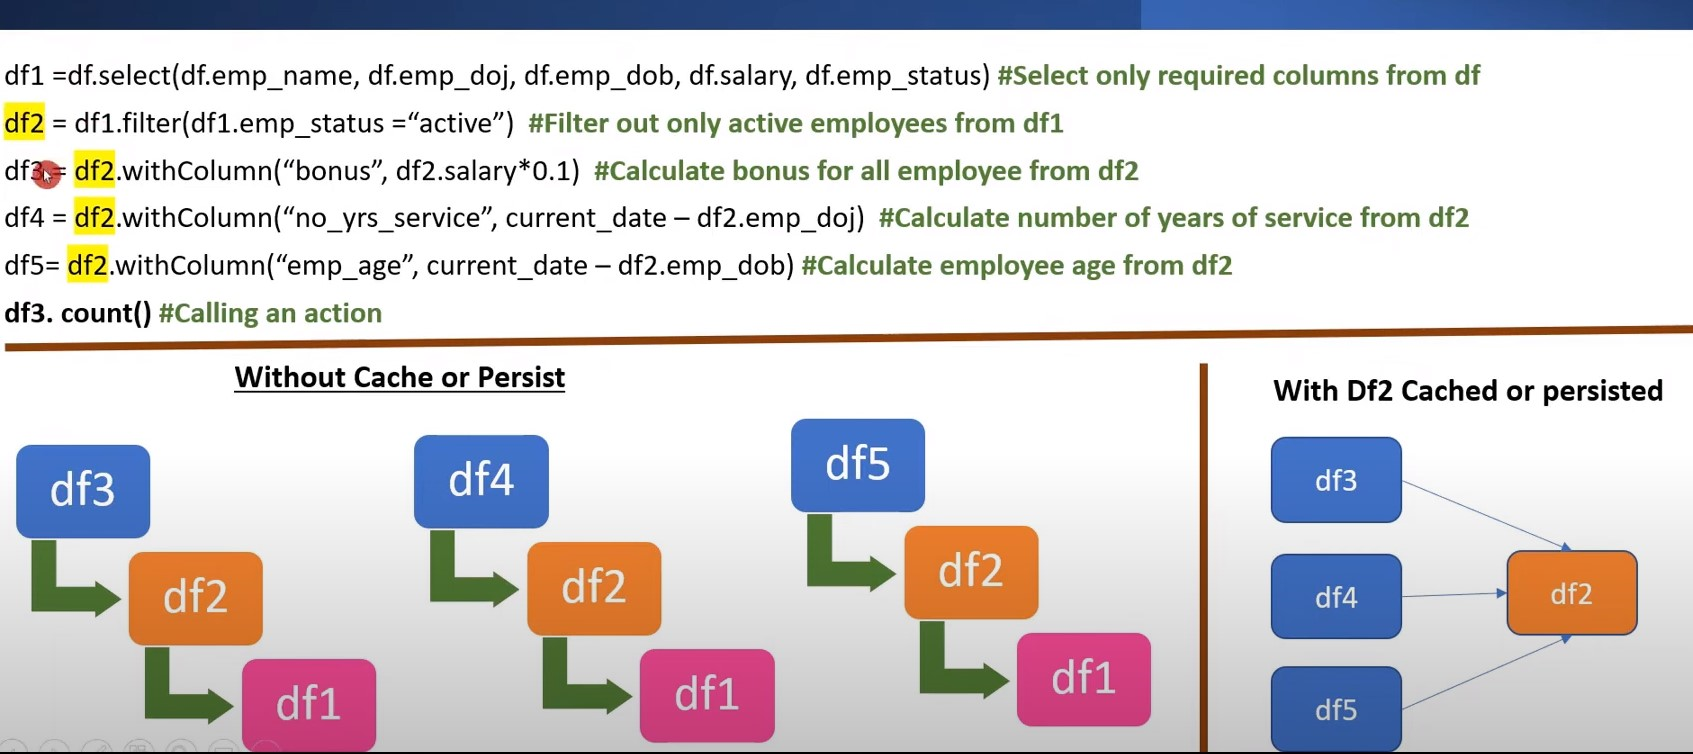 df1 =df.select(df.emp_name, df.emp_doj, df.emp_dob, df.salary, df.emp_status) #Select only required columns from df
df2 = df1.filter(df1.emp_status =“active”) #Filter out only active employees from df1
df3= df2.withColumn(“bonus”, df2.salary*0.1) #Calculate bonus for all employee from df2
df4 = df2.withColumn(“no_yrs_service”, current_date – df2.emp_doj) #Calculate number of years of service from df2
df5= df2.withColumn(“emp_age”, current_date – df2.emp_dob) #Calculate employee age from df2
df3. count() #Calling an action
Without Cache or Persist
df3
df2
df1
df4
df2
df1
df5
df2
df1
With Df2 Cached or persisted
df3
df4
df5
df2